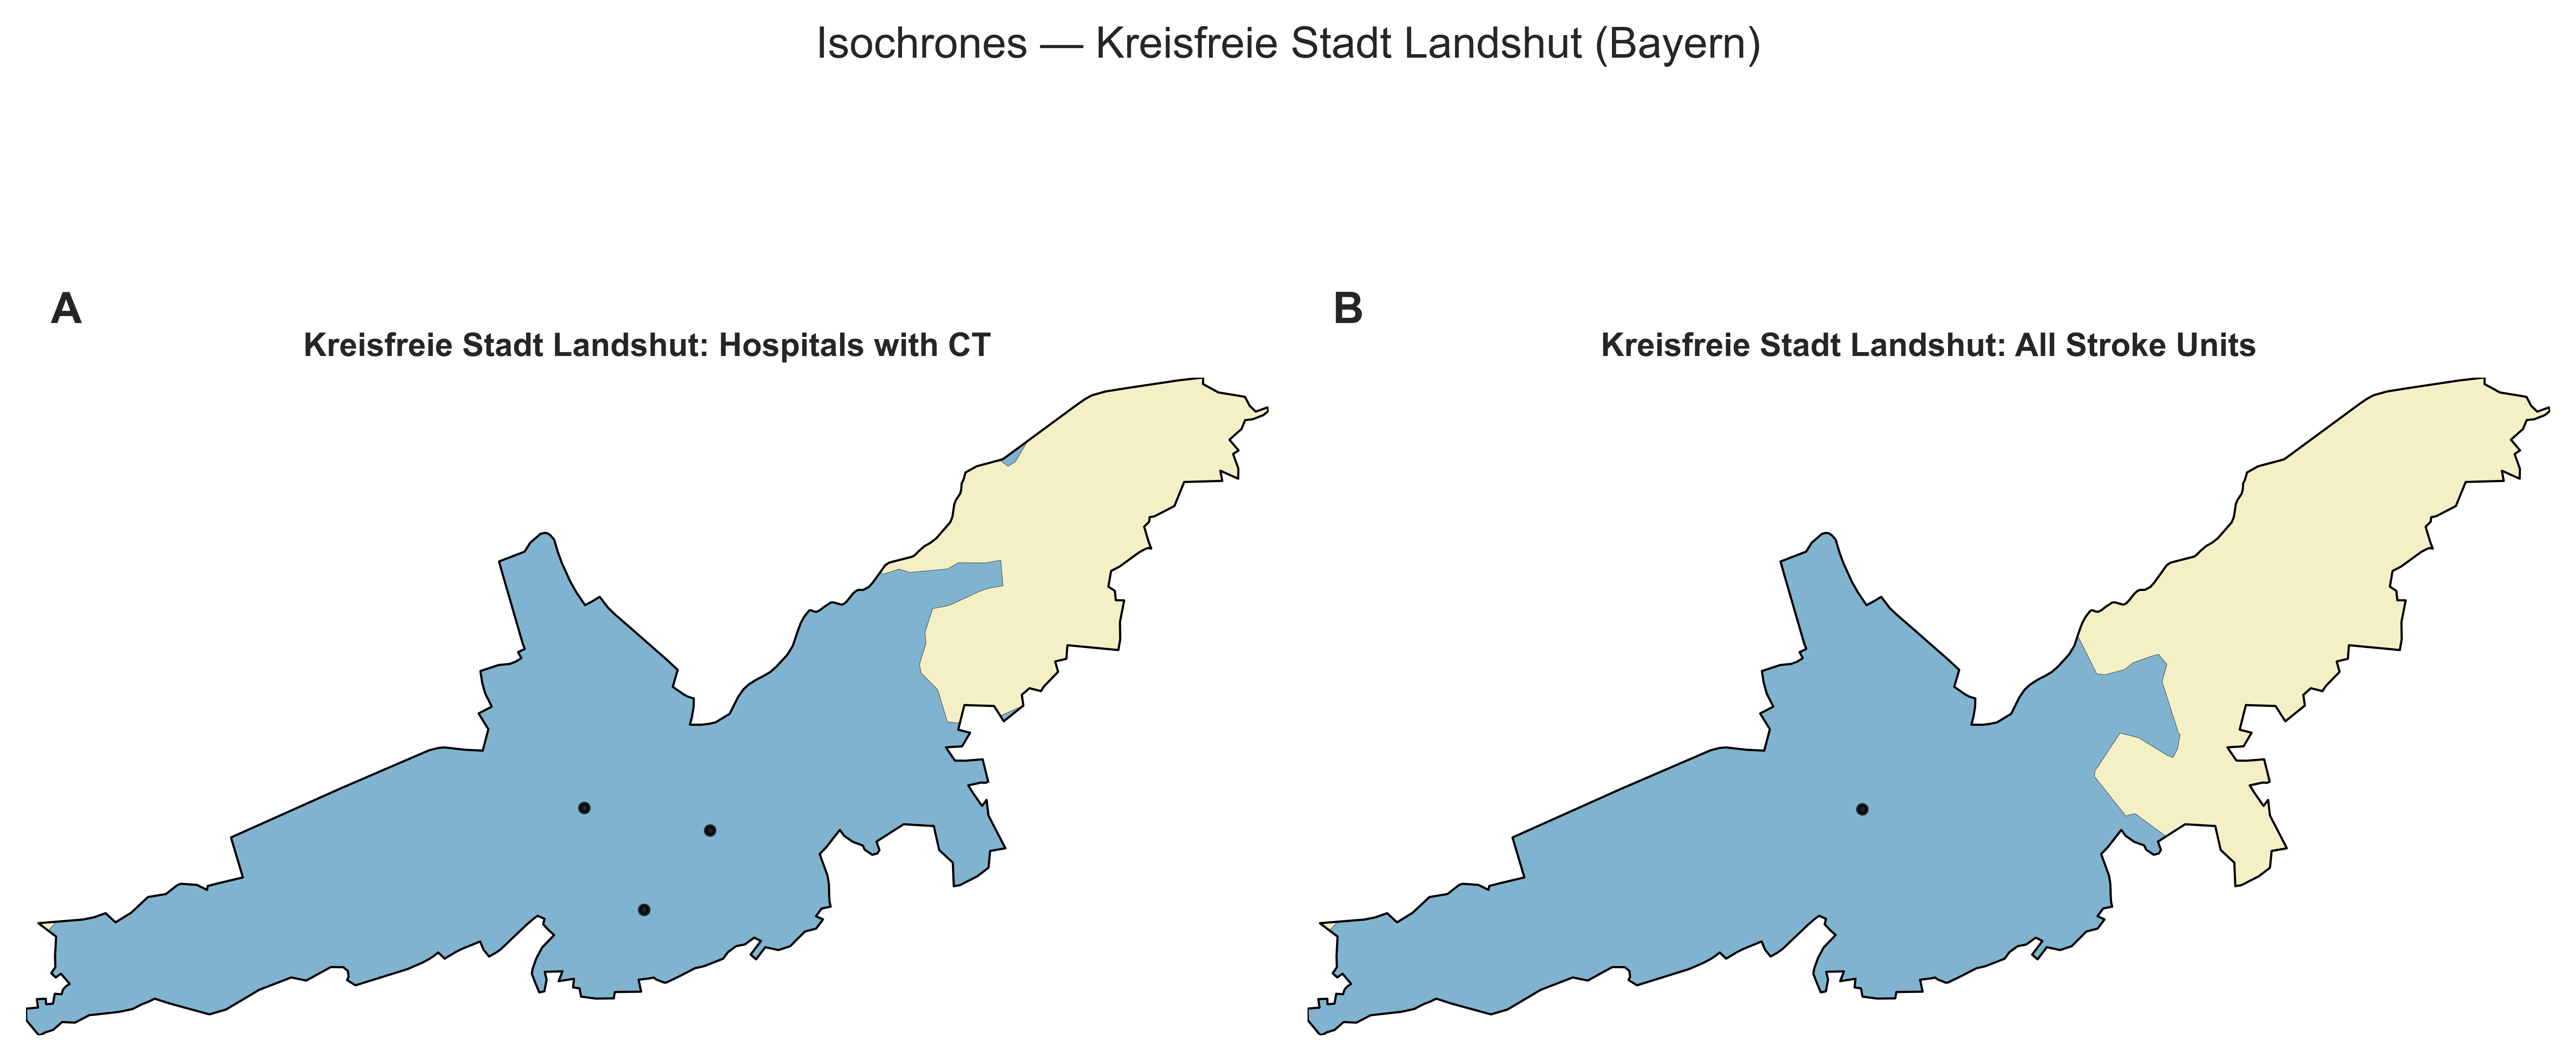 Isochrones — Kreisfreie Stadt Landshut (Bayern)
A
Kreisfreie Stadt Landshut: Hospitals with CT
B
Kreisfreie Stadt Landshut: All Stroke Units